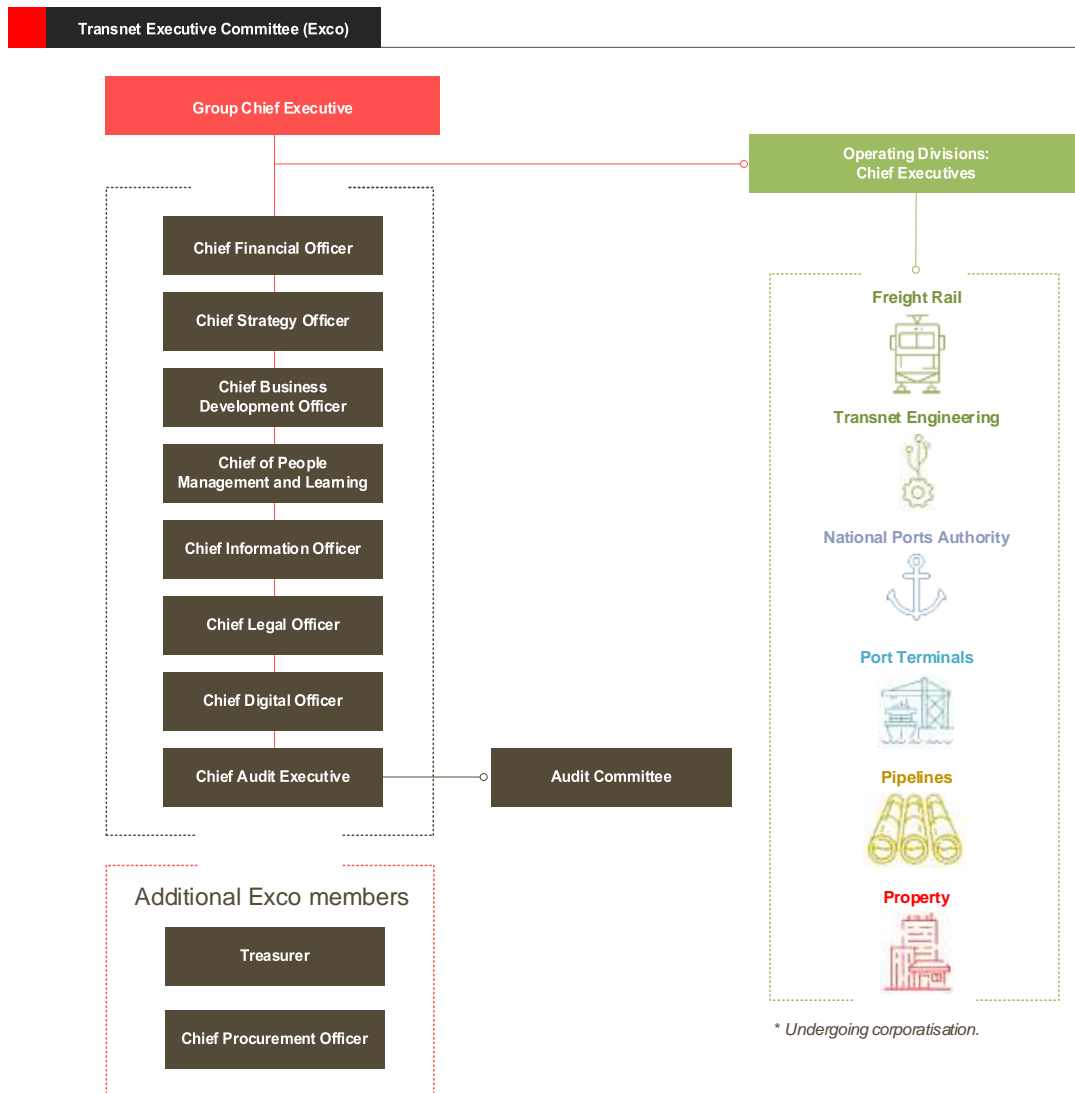 Transnet Executive Committee (Exco)
Group Chief Executive
Operating Divisions:
Chief Executives
Chief Financial Officer
Chief Strategy Officer
Chief Business
Development Officer
Chief of People
Management and Learning
Chief Information Officer
Chief Legal Officer
Chief Digital Officer
Chief Audit Executive
Audit Committee
Additional Exco members
Treasurer
Chief Procurement Officer
Freight Rail
Transnet Engineering
National Ports Authority
Port Terminals
Pipelines
Property
* Undergoing corporatisation.